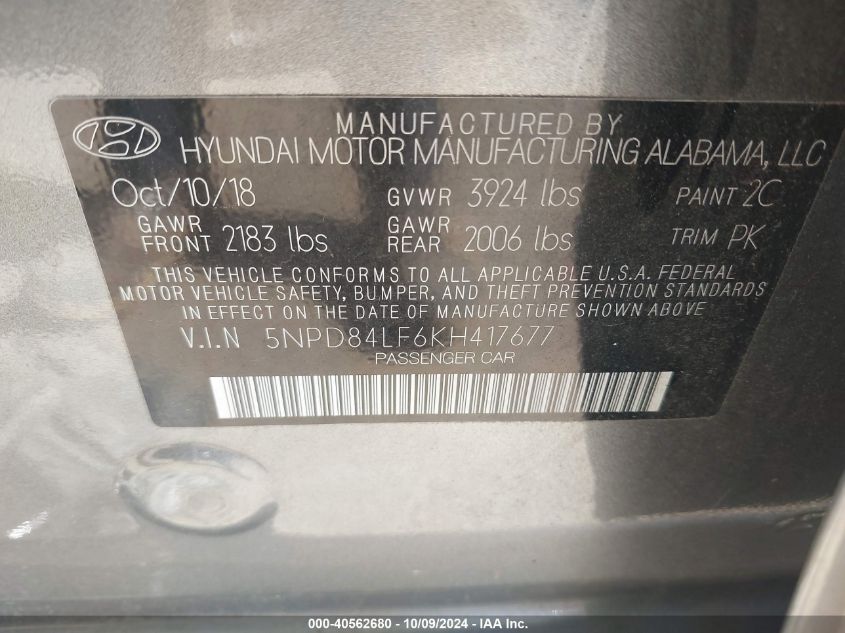 MANUFACTURED BY
HYUNDAI MOTOR MANUFACTURING ALABAMA, LLC
Oct/10/18 GVWR 3924 lbs PAINT 2C
GAWR FRONT 2183 lbs GAWR REAR 2006 lbs TRIM PK
THIS VEHICLE CONFORMS TO ALL APPLICABLE U.S.A. FEDERAL
MOTOR VEHICLE SAFETY, BUMPER, AND THEFT PREVENTION STANDARDS
IN EFFECT ON THE DATE OF MANUFACTURE SHOWN ABOVE
V.I.N 5NPD84LF6KH417677
PASSENGER CAR
000-40562680 - 10/09/2024 - IAA Inc.